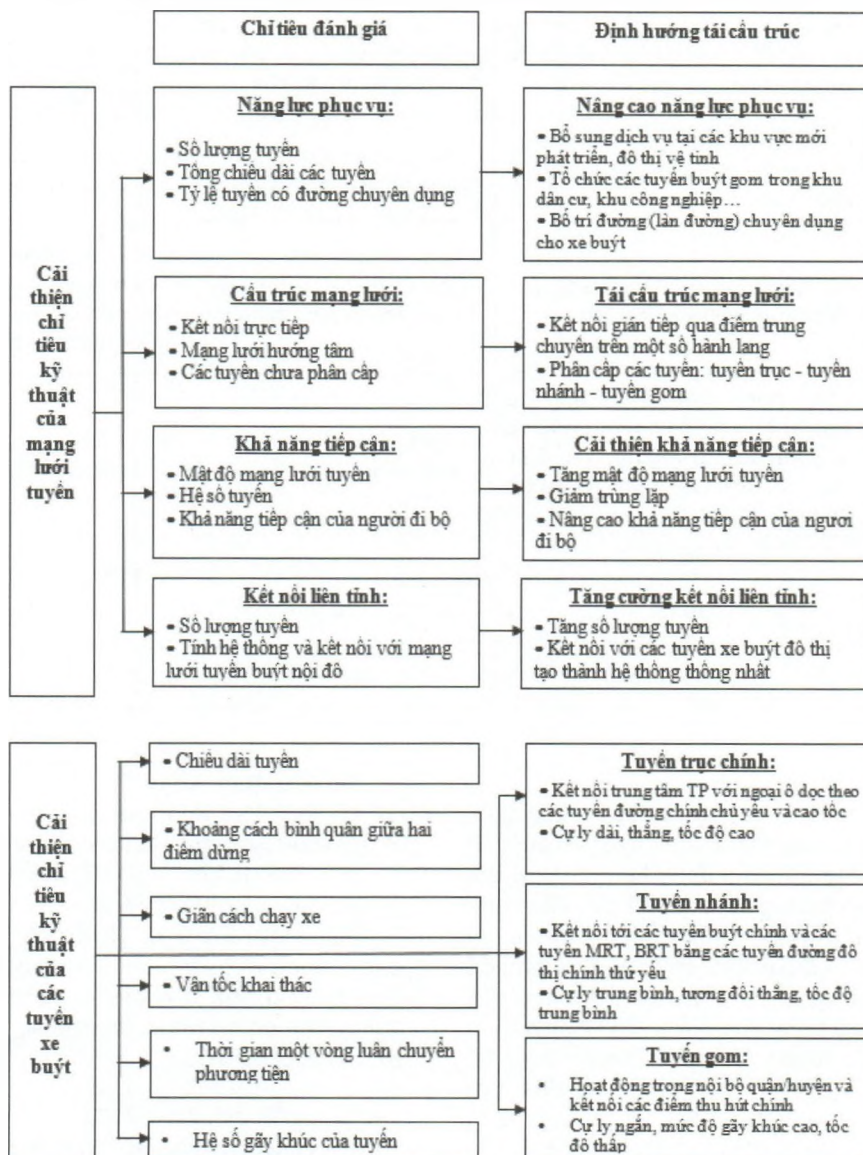 Chỉ tiêu đánh giá
Định hướng tái cấu trúc
Cải
thiện
chỉ
tiêu
kỹ
thuật
của
mạng
lưới
tuyến
Năng lực phục vụ:
• Số lượng tuyến
• Tổng chiều dài các tuyến
• Tỷ lệ tuyến có đường chuyên dụng
Nâng cao năng lực phục vụ:
• Bổ sung dịch vụ tại các khu vực mới
phát triển, đô thị vệ tinh
• Tổ chức các tuyến buýt gom trong khu
dân cư, khu công nghiệp…
• Bố trí đường (làn đường) chuyên dụng
cho xe buýt
Cấu trúc mạng lưới:
• Kết nối trực tiếp
• Mạng lưới hướng tâm
• Các tuyến chưa phân cấp
Tái cấu trúc mạng lưới:
• Kết nối gián tiếp qua điểm trung
chuyển trên một số hành lang
• Phân cấp các tuyến: tuyến trục - tuyến
nhánh - tuyến gom
Khả năng tiếp cận:
• Mật độ mạng lưới tuyến
• Hệ số tuyến
• Khả năng tiếp cận của người đi bộ
Cải thiện khả năng tiếp cận:
• Tăng mật độ mạng lưới tuyến
• Giảm trùng lặp
• Nâng cao khả năng tiếp cận của ngươi
đi bộ
Kết nối liên tỉnh:
• Số lượng tuyến
• Tính hệ thống và kết nối với mạng
lưới tuyến buýt nội đô
Tăng cường kết nối liên tỉnh:
• Tăng số lượng tuyến
• Kết nối với các tuyến xe buýt đô thị
tạo thành hệ thống thống nhất
Cải
thiện
chỉ
tiêu
kỹ
thuật
của
các
tuyến
xe
buýt
• Chiều dài tuyến
• Khoảng cách bình quân giữa hai
điểm dừng
• Giãn cách chạy xe
• Vận tốc khai thác
• Thời gian một vòng luân chuyển
phương tiện
• Hệ số gãy khúc của tuyến
Tuyến trục chính:
• Kết nối trung tâm TP với ngoại ô dọc theo
các tuyến đường chính chủ yếu và cao tốc
• Cự ly dài, thẳng, tốc độ cao
Tuyến nhánh:
• Kết nối tới các tuyến buýt chính và các
tuyến MRT, BRT bằng các tuyến đường đô
thị chính thứ yếu
• Cự ly trung bình, tương đối thẳng, tốc độ
trung bình
Tuyến gom:
• Hoạt động trong nội bộ quận/huyện và
kết nối các điểm thu hút chính
• Cự ly ngắn, mức độ gãy khúc cao, tốc
độ thấp